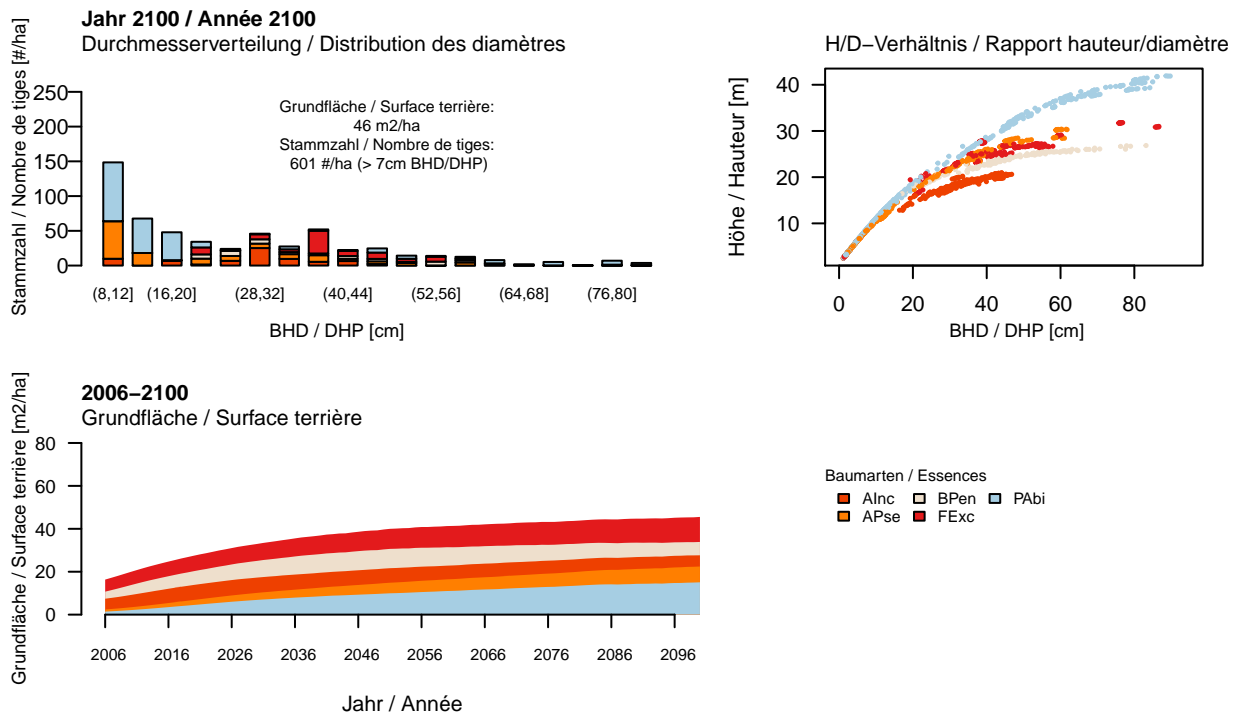 Jahr 2100 / Année 2100
Durchmesserverteilung / Distribution des diamètres
Stammzahl / Nombre de tiges [#/ha]
250
200
150
100
50
0
Grundfläche / Surface terrière:
46 m2/ha
Stammzahl / Nombre de tiges:
601 #/ha (> 7cm BHD/DHP)
(8,12] (16,20] (28,32] (40,44] (52,56] (64,68] (76,80]
BHD / DHP [cm]
H/D−Verhältnis / Rapport hauteur/diamètre
Höhe / Hauteur [m]
40
30
20
10
0 20 40 60 80
BHD / DHP [cm]
2006−2100
Grundfläche / Surface terrière
Grundfläche / Surface terrière [m2/ha]
80
60
40
20
0
2006 2016 2026 2036 2046 2056 2066 2076 2086 2096
Jahr / Année
Baumarten / Essences
AInc BPen PAbi
APse FExc